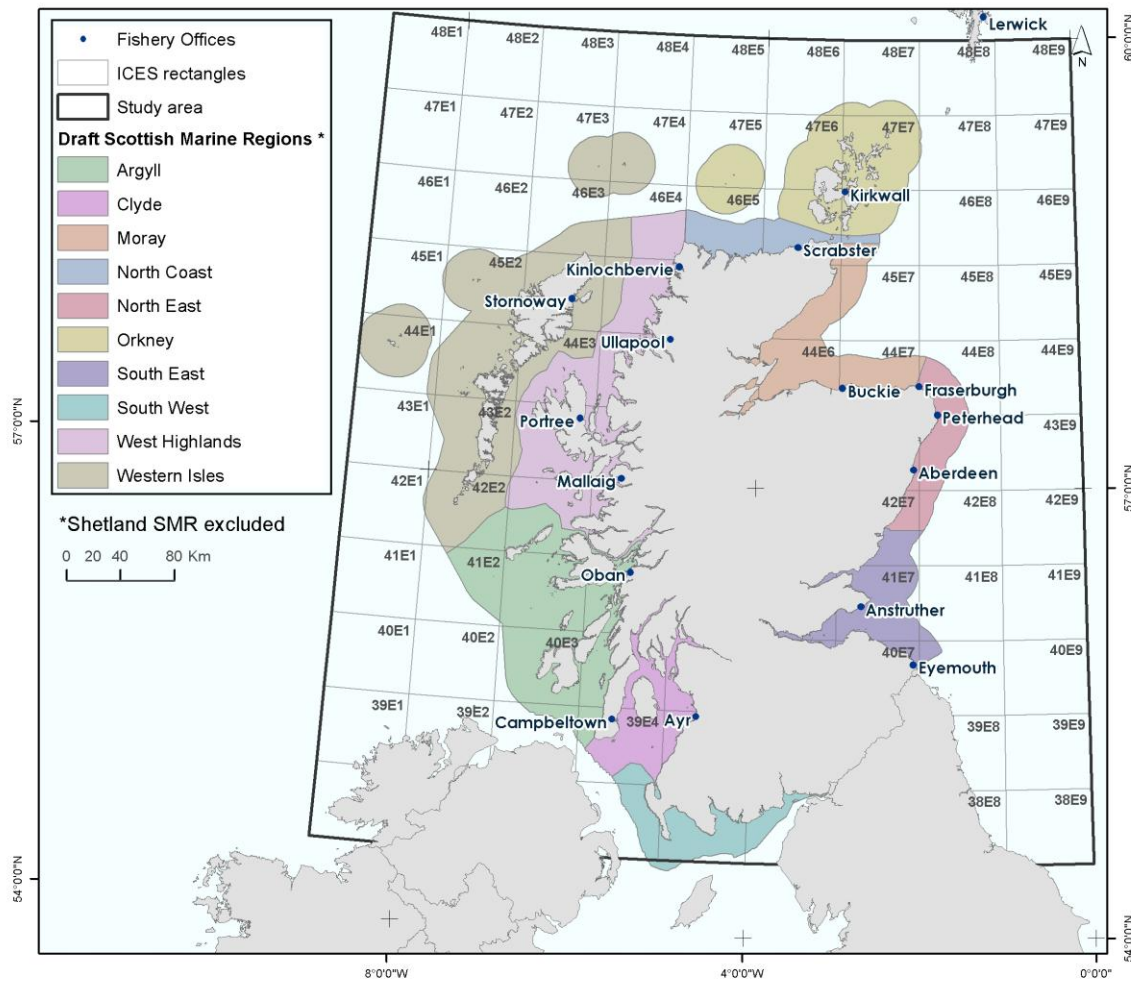 Fishery Offices
ICES rectangles
Study area
Draft Scottish Marine Regions *
Argyll
Clyde
Moray
North Coast
North East
Orkney
South East
South West
West Highlands
Western Isles
*Shetland SMR excluded
0 20 40 80 Km
N
Lerwick
48E1 48E2 48E3 48E4 48E5 48E6 48E7 48E8 48E9
47E1 47E2 47E3 47E4 47E5 47E6 47E7 47E8 47E9
46E1 46E2 46E3 46E4 46E5 46E8 46E9
Kirkwall
Scrabster
45E1 45E2 45E7 45E8 45E9
Kinlochbervie
Stornoway
44E1 44E3 44E6 44E7 44E8 44E9
Ullapool
Buckie
Fraserburgh
43E1 43E2 43E9
Portree
Peterhead
42E1 42E2 42E7 42E8 42E9
Mallaig
Aberdeen
41E1 41E2 41E7 41E8 41E9
Oban
Anstruther
40E1 40E2 40E3 40E7 40E9
Eyemouth
39E1 39E2 39E4 39E8 39E9
Campbeltown
Ayr
38E8 38E9
60°0'0"N
57°0'0"N
57°0'0"N
54°0'0"N
54°0'0"N
8°0'0"W
4°0'0"W
0°0'0"